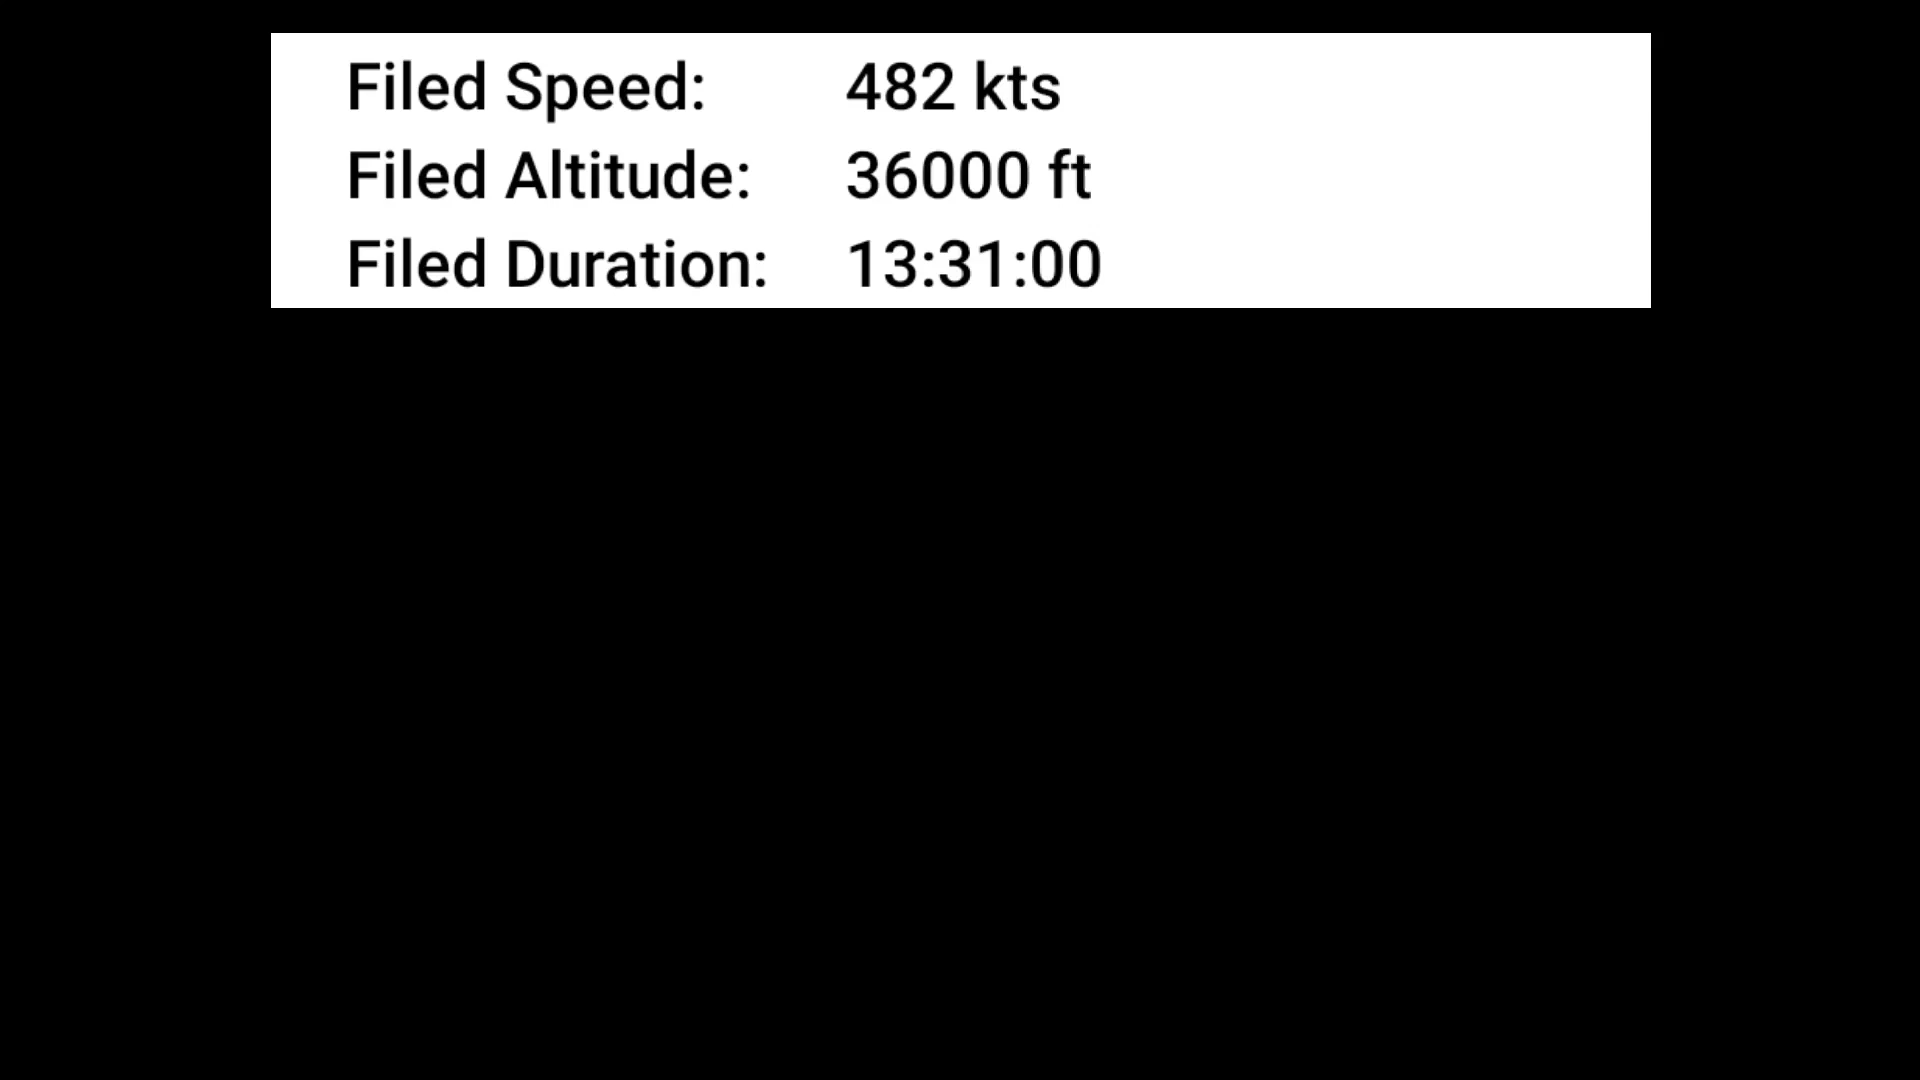 Filed Speed: 482 kts
Filed Altitude: 36000 ft
Filed Duration: 13:31:00